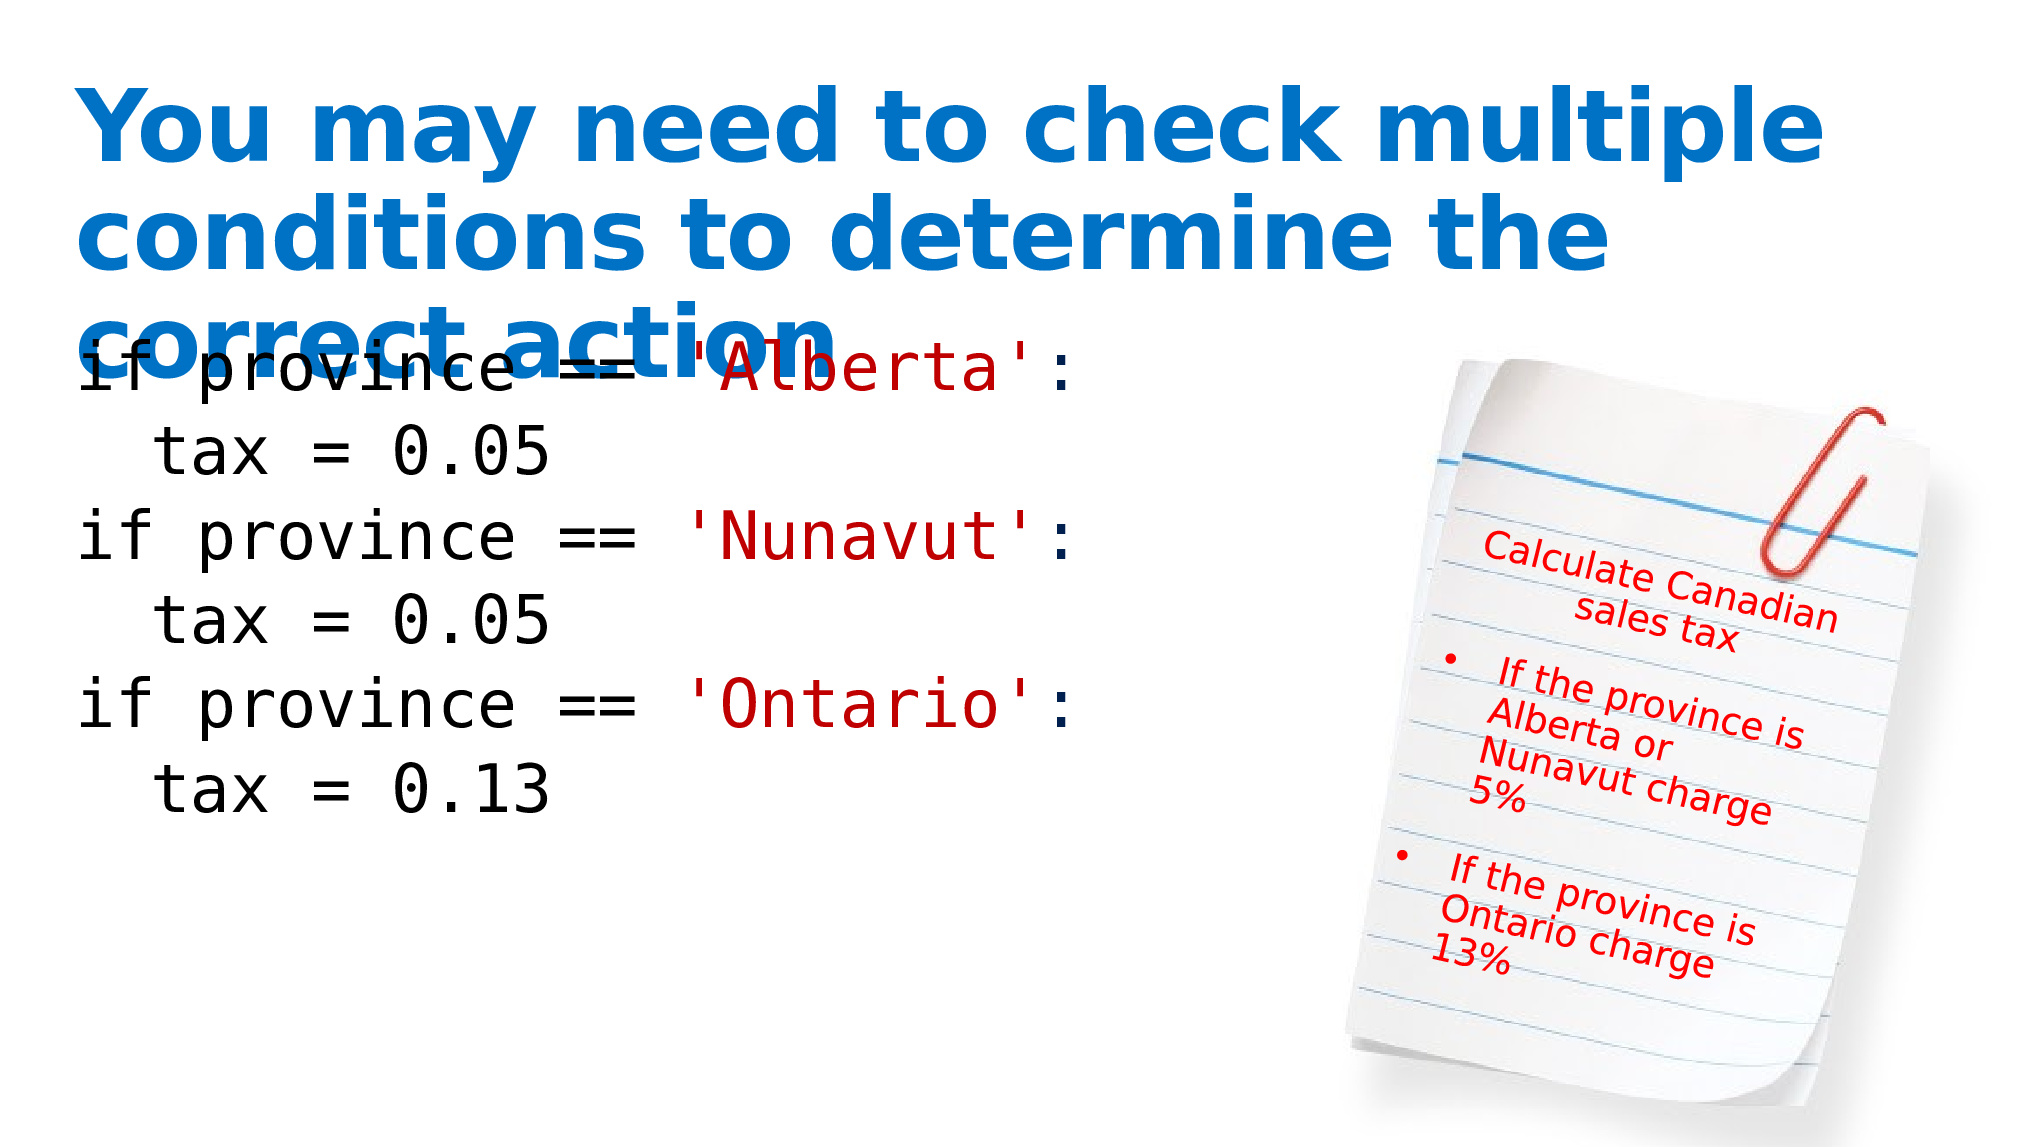 You may need to check multiple
conditions to determine the
correct action
if province == 'Alberta':
  tax = 0.05
if province == 'Nunavut':
  tax = 0.05
if province == 'Ontario':
  tax = 0.13
Calculate Canadian
sales tax
• If the province is
Alberta or
Nunavut charge
5%
• If the province is
Ontario charge
13%